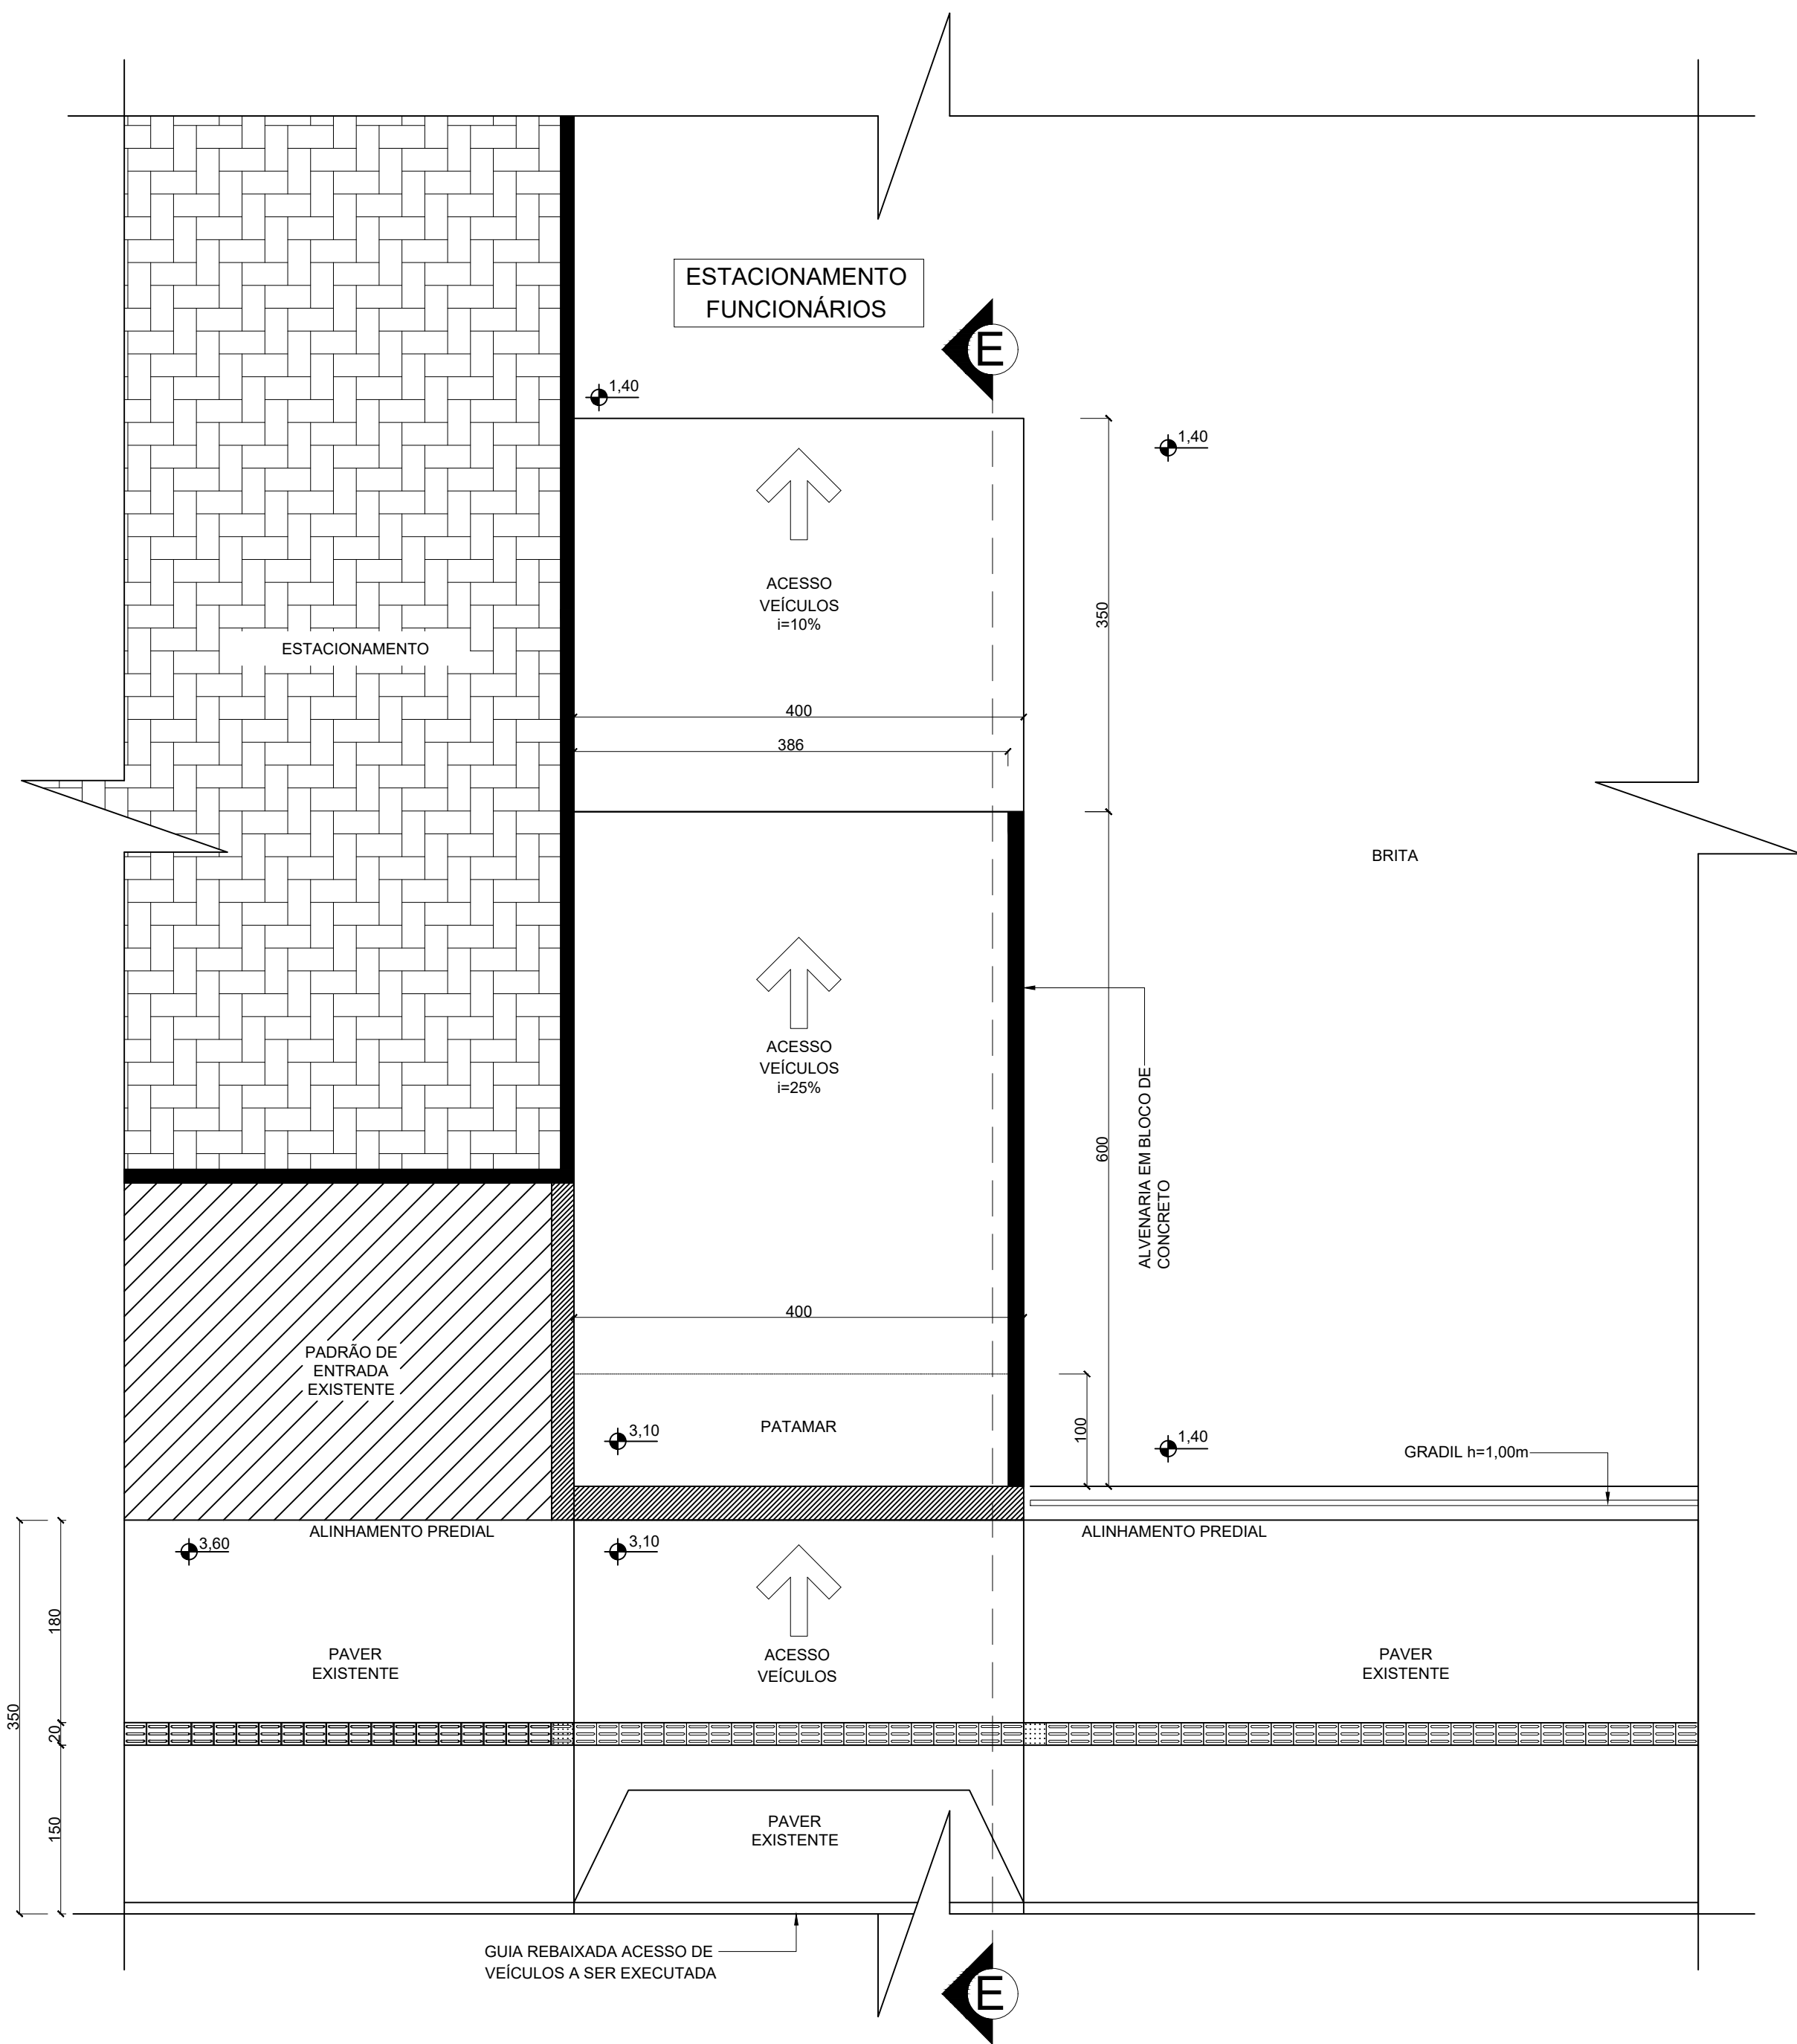 ESTACIONAMENTO
FUNCIONÁRIOS
E
1,40
1,40
ACESSO
VEÍCULOS
i=10%
350
ESTACIONAMENTO
400
386
BRITA
ACESSO
VEÍCULOS
i=25%
ALVENARIA EM BLOCO DE
CONCRETO
600
400
PADRÃO DE
ENTRADA
EXISTENTE
PATAMAR
3,10
100
1,40
GRADIL h=1,00m
ALINHAMENTO PREDIAL
ALINHAMENTO PREDIAL
3,60
3,10
180
PAVER
EXISTENTE
ACESSO
VEÍCULOS
PAVER
EXISTENTE
350
20
150
PAVER
EXISTENTE
GUIA REBAIXADA ACESSO DE
VEÍCULOS A SER EXECUTADA
E